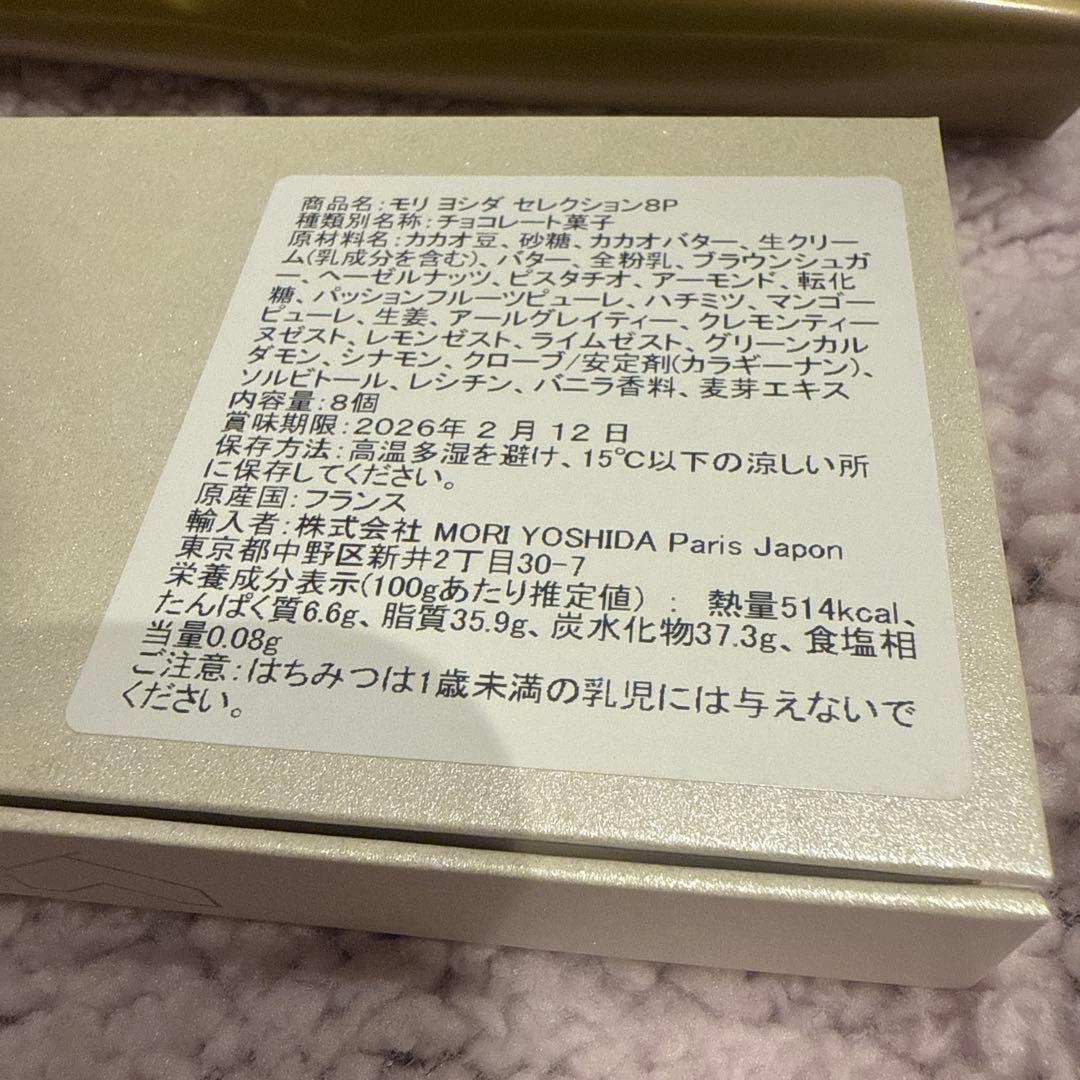 商品名:モリ ヨシダ セレクション8P
種類別名称:チョコレート菓子
原材料名:カカオ豆、砂糖、カカオバター、生クリー
ム(乳成分を含む)、バター、全粉乳、ブラウンシュガ
ー、ヘーゼルナッツ、ピスタチオ、アーモンド、転化
糖、パッションフルーツピューレ、ハチミツ、マンゴー
ピューレ、生姜、アールグレイティー、クレモンティー
ヌゼスト、レモンゼスト、ライムゼスト、グリーンカル
ダモン、シナモン、クローブ/安定剤(カラギーナン)、
ソルビトール、レシチン、バニラ香料、麦芽エキス
内容量:8個
賞味期限:2026年 2 月 12 日
保存方法:高温多湿を避け、15℃以下の涼しい所
に保存してください。
原産国:フランス
輸入者:株式会社 MORI YOSHIDA Paris Japon
東京都中野区新井2丁目30-7
栄養成分表示(100gあたり推定値) : 熱量514kcal、
たんぱく質6.6g、脂質35.9g、炭水化物37.3g、食塩相
当量0.08g
ご注意:はちみつは1歳未満の乳児には与えないで
ください。